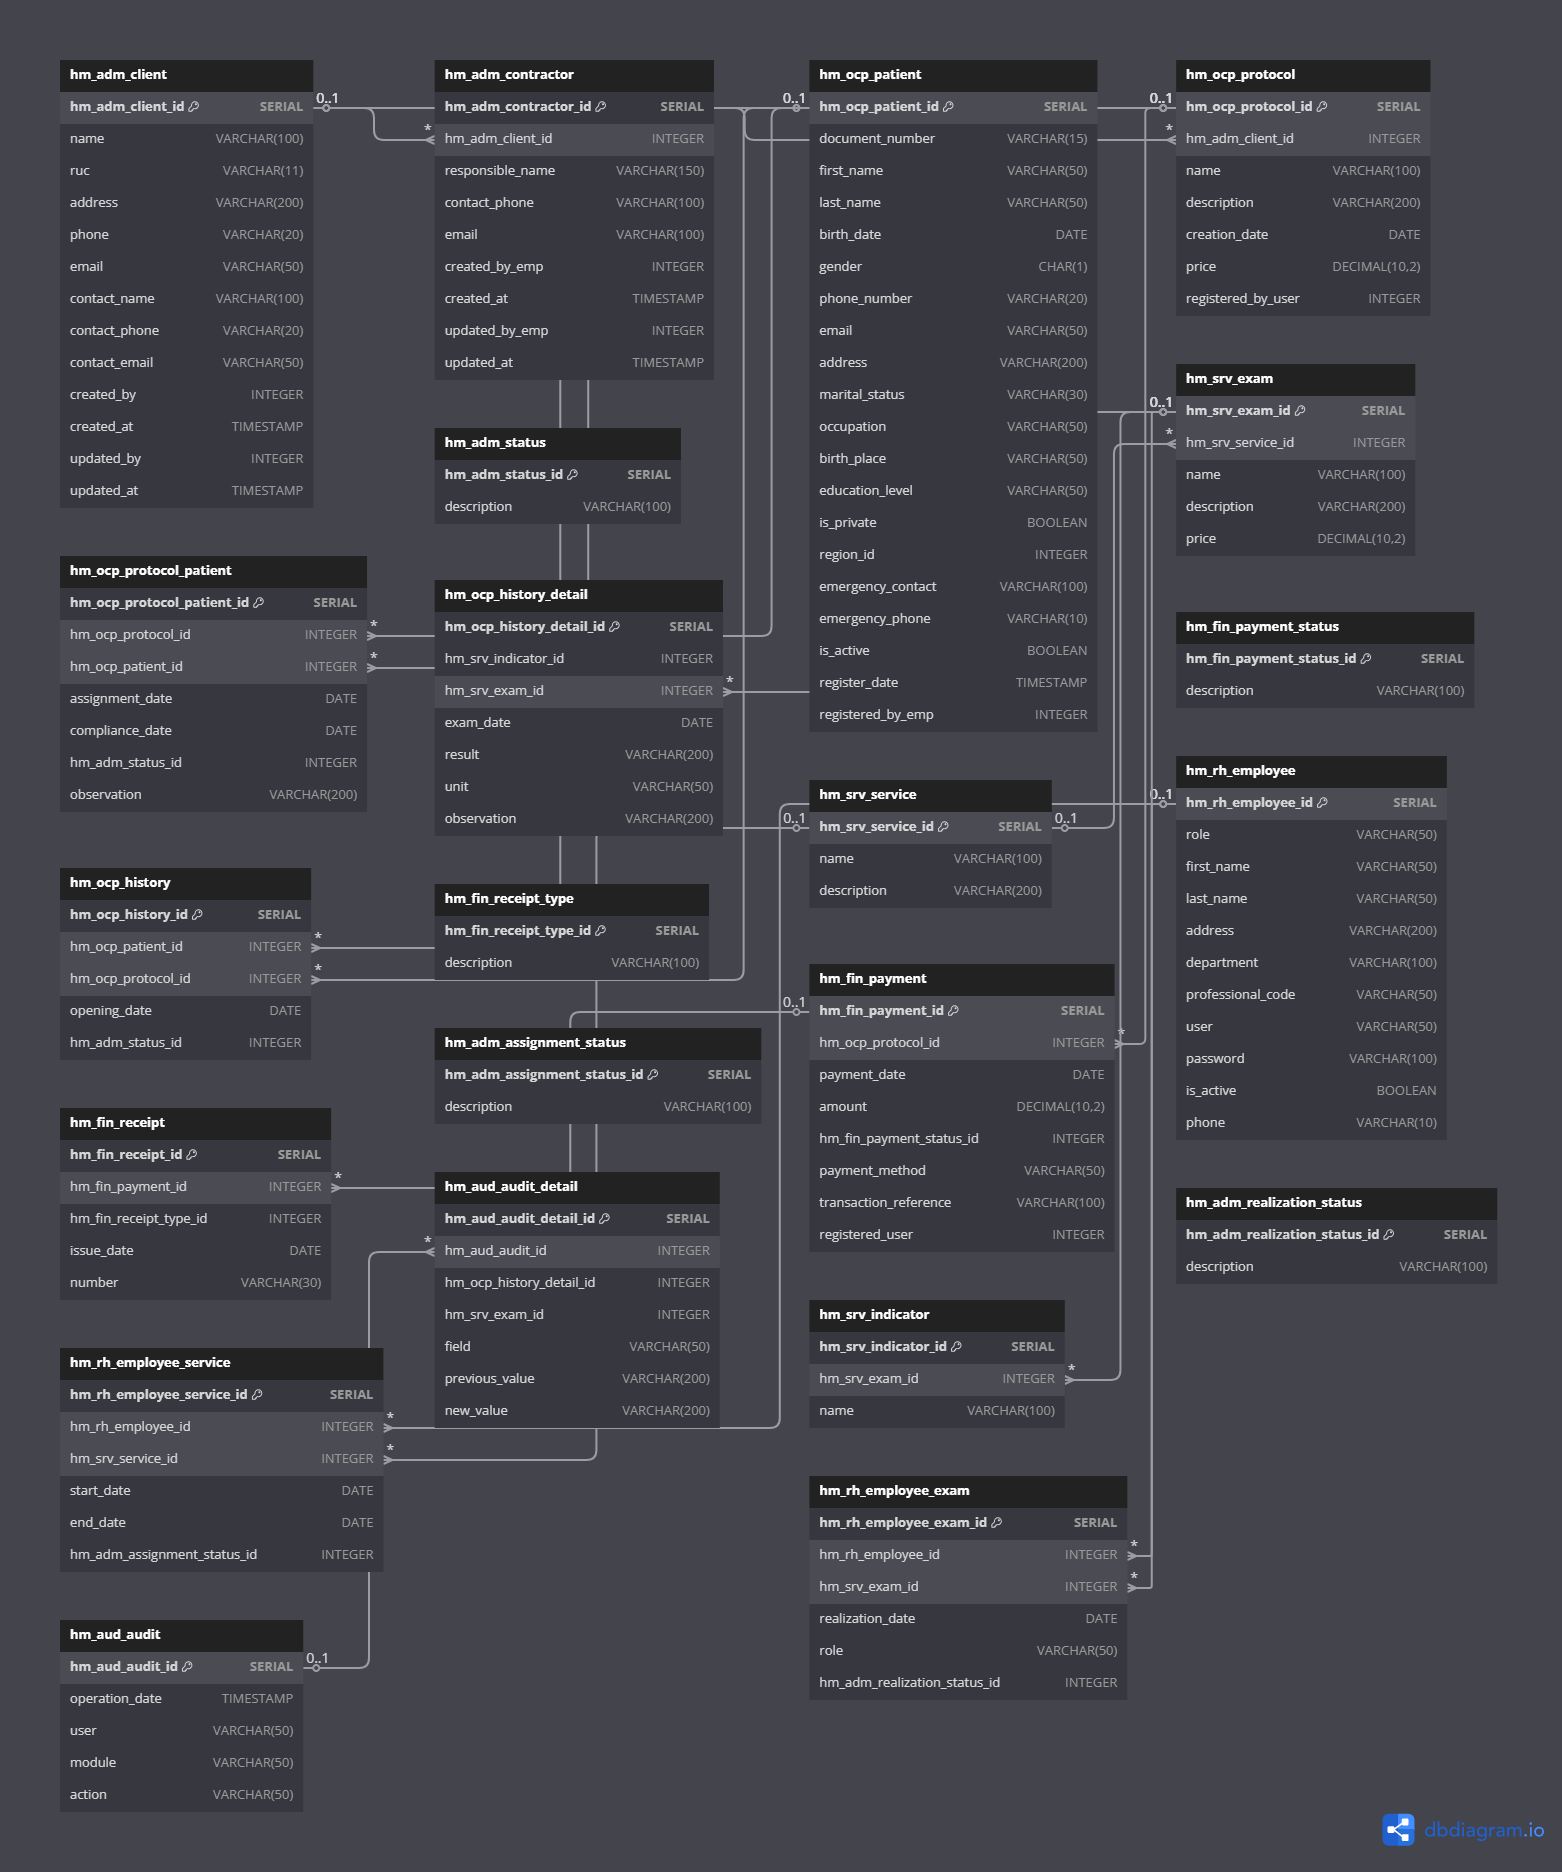 hm_adm_client
hm_adm_client_id SERIAL
name VARCHAR(100)
ruc VARCHAR(11)
address VARCHAR(200)
phone VARCHAR(20)
email VARCHAR(50)
contact_name VARCHAR(100)
contact_phone VARCHAR(20)
contact_email VARCHAR(50)
created_by INTEGER
created_at TIMESTAMP
updated_by INTEGER
updated_at TIMESTAMP
0..1
*
hm_adm_contractor
hm_adm_contractor_id SERIAL
hm_adm_client_id INTEGER
responsible_name VARCHAR(150)
contact_phone VARCHAR(100)
email VARCHAR(100)
created_by_emp INTEGER
created_at TIMESTAMP
updated_by_emp INTEGER
updated_at TIMESTAMP
0..1
hm_ocp_patient
hm_ocp_patient_id SERIAL
document_number VARCHAR(15)
first_name VARCHAR(50)
last_name VARCHAR(50)
birth_date DATE
gender CHAR(1)
phone_number VARCHAR(20)
email VARCHAR(50)
address VARCHAR(200)
marital_status VARCHAR(30)
occupation VARCHAR(50)
birth_place VARCHAR(50)
education_level VARCHAR(50)
is_private BOOLEAN
region_id INTEGER
emergency_contact VARCHAR(100)
emergency_phone VARCHAR(10)
is_active BOOLEAN
register_date TIMESTAMP
registered_by_emp INTEGER
0..1
*
hm_ocp_protocol
hm_ocp_protocol_id SERIAL
hm_adm_client_id INTEGER
name VARCHAR(100)
description VARCHAR(200)
creation_date DATE
price DECIMAL(10,2)
registered_by_user INTEGER
0..1
*
hm_srv_exam
hm_srv_exam_id SERIAL
hm_srv_service_id INTEGER
name VARCHAR(100)
description VARCHAR(200)
price DECIMAL(10,2)
hm_adm_status
hm_adm_status_id SERIAL
description VARCHAR(100)
hm_ocp_protocol_patient
hm_ocp_protocol_patient_id SERIAL
hm_ocp_protocol_id INTEGER
hm_ocp_patient_id INTEGER
assignment_date DATE
compliance_date DATE
hm_adm_status_id INTEGER
observation VARCHAR(200)
*
*
hm_ocp_history_detail
hm_ocp_history_detail_id SERIAL
hm_srv_indicator_id INTEGER
hm_srv_exam_id INTEGER
exam_date DATE
result VARCHAR(200)
unit VARCHAR(50)
observation VARCHAR(200)
*
hm_fin_payment_status
hm_fin_payment_status_id SERIAL
description VARCHAR(100)
0..1
hm_srv_service
hm_srv_service_id SERIAL
name VARCHAR(100)
description VARCHAR(200)
0..1
0..1
hm_rh_employee
hm_rh_employee_id SERIAL
role VARCHAR(50)
first_name VARCHAR(50)
last_name VARCHAR(50)
address VARCHAR(200)
department VARCHAR(100)
professional_code VARCHAR(50)
user VARCHAR(50)
password VARCHAR(100)
is_active BOOLEAN
phone VARCHAR(10)
hm_ocp_history
hm_ocp_history_id SERIAL
hm_ocp_patient_id INTEGER
hm_ocp_protocol_id INTEGER
opening_date DATE
hm_adm_status_id INTEGER
*
*
hm_fin_receipt_type
hm_fin_receipt_type_id SERIAL
description VARCHAR(100)
0..1
hm_fin_payment
hm_fin_payment_id SERIAL
hm_ocp_protocol_id INTEGER
payment_date DATE
amount DECIMAL(10,2)
hm_fin_payment_status_id INTEGER
payment_method VARCHAR(50)
transaction_reference VARCHAR(100)
registered_user INTEGER
*
hm_adm_assignment_status
hm_adm_assignment_status_id SERIAL
description VARCHAR(100)
hm_fin_receipt
hm_fin_receipt_id SERIAL
hm_fin_payment_id INTEGER
hm_fin_receipt_type_id INTEGER
issue_date DATE
number VARCHAR(30)
*
*
hm_aud_audit_detail
hm_aud_audit_detail_id SERIAL
hm_aud_audit_id INTEGER
hm_ocp_history_detail_id INTEGER
hm_srv_exam_id INTEGER
field VARCHAR(50)
previous_value VARCHAR(200)
new_value VARCHAR(200)
hm_adm_realization_status
hm_adm_realization_status_id SERIAL
description VARCHAR(100)
hm_srv_indicator
hm_srv_indicator_id SERIAL
hm_srv_exam_id INTEGER
name VARCHAR(100)
*
hm_rh_employee_service
hm_rh_employee_service_id SERIAL
hm_rh_employee_id INTEGER
hm_srv_service_id INTEGER
start_date DATE
end_date DATE
hm_adm_assignment_status_id INTEGER
*
*
hm_rh_employee_exam
hm_rh_employee_exam_id SERIAL
hm_rh_employee_id INTEGER
hm_srv_exam_id INTEGER
realization_date DATE
role VARCHAR(50)
hm_adm_realization_status_id INTEGER
*
*
hm_aud_audit
hm_aud_audit_id SERIAL
operation_date TIMESTAMP
user VARCHAR(50)
module VARCHAR(50)
action VARCHAR(50)
0..1
dbdiagram.io